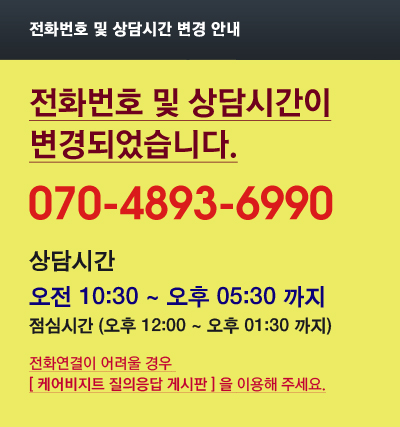 전화번호 및 상담시간 변경 안내
전화번호 및 상담시간이
변경되었습니다.
070-4893-6990
상담시간
오전 10:30 ~ 오후 05:30 까지
점심시간 (오후 12:00 ~ 오후 01:30 까지)
전화연결이 어려울 경우
[ 케어비지트 질의응답 게시판 ] 을 이용해 주세요.